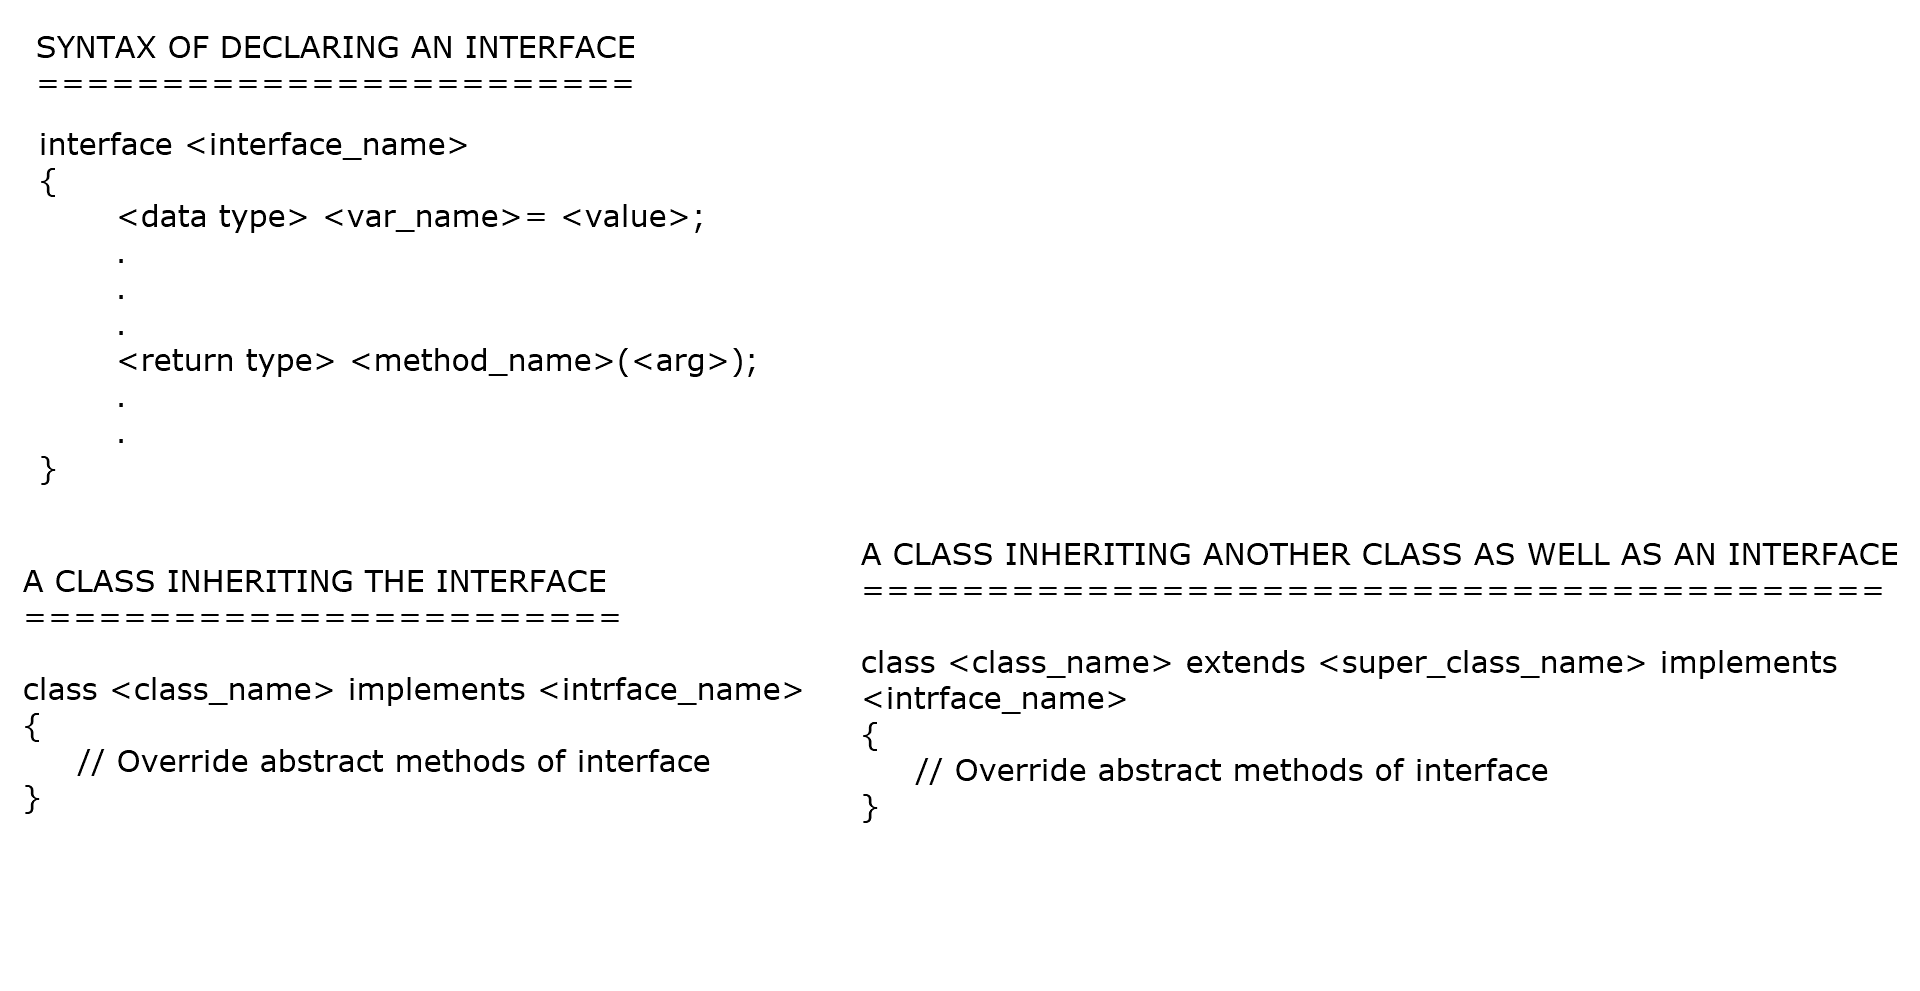 SYNTAX OF DECLARING AN INTERFACE
========================
interface <interface_name>
{
<data type> <var_name>= <value>;
.
.
.
<return type> <method_name>(<arg>);
.
.
}
A CLASS INHERITING THE INTERFACE
========================
class <class_name> implements <intrface_name>
{
// Override abstract methods of interface
}
A CLASS INHERITING ANOTHER CLASS AS WELL AS AN INTERFACE
=========================================
class <class_name> extends <super_class_name> implements
<intrface_name>
{
// Override abstract methods of interface
}